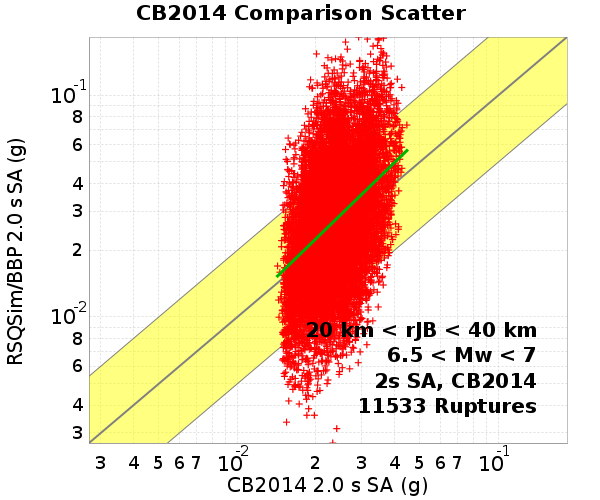 CB2014 Comparison Scatter
RSQSim/BBP 2.0 s SA (g)
10-1
8
6
4
3
2
10-2
8
6
4
3
20 km < rJB < 40 km
6.5 < Mw < 7
2s SA, CB2014
11533 Ruptures
3 4 5 6 7 10-2 2 3 4 5 6 7 10-1
CB2014 2.0 s SA (g)